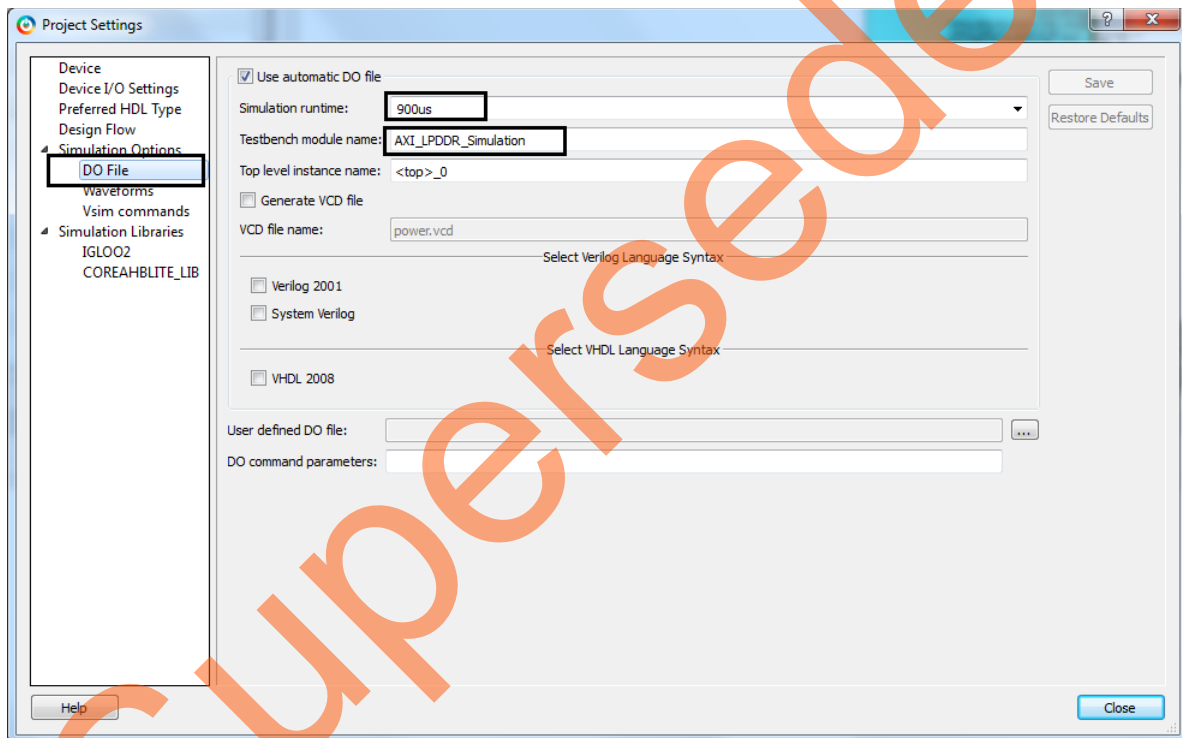 Project Settings
Device
Device I/O Settings
Preferred HDL Type
Design Flow
Simulation Options
DO File
Waveforms
Vsim commands
Simulation Libraries
IGLOO2
COREAHBLITE_LIB
Use automatic DO file
Simulation runtime: 900us
Testbench module name: AXI_LPDDR_Simulation
Top level instance name: <top>_0
Generate VCD file
VCD file name: power.vcd
Select Verilog Language Syntax
Verilog 2001
System Verilog
Select VHDL Language Syntax
VHDL 2008
User defined DO file: ...
DO command parameters:
Save
Restore Defaults
Help
Close
Superseded